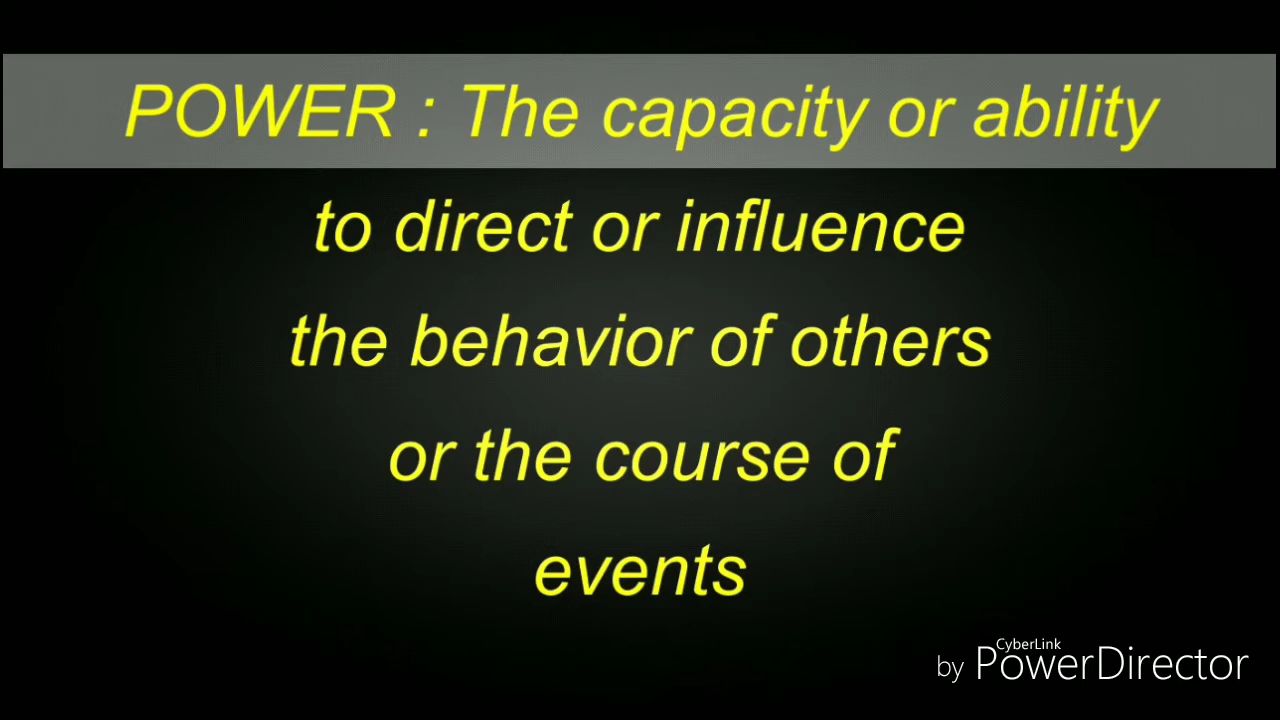 POWER : The capacity or ability
to direct or influence
the behavior of others
or the course of
events
CyberLink
by PowerDirector